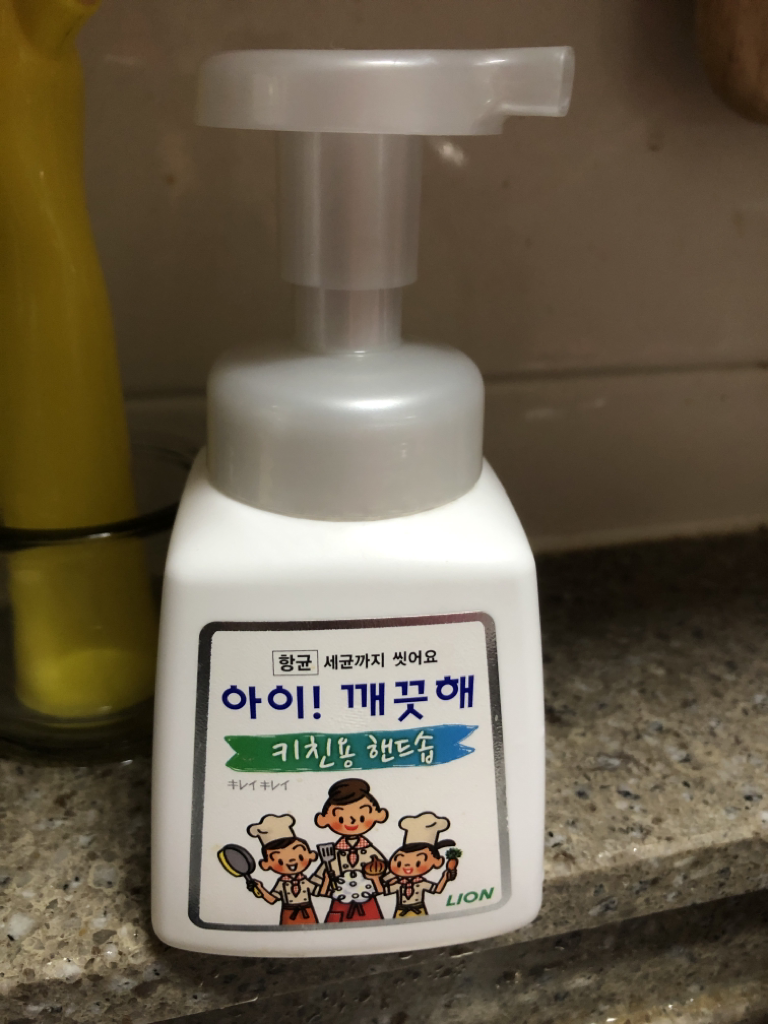 항균 세균까지 씻어요
아이! 깨끗해
키친용 핸드솝
キレイキレイ
LION